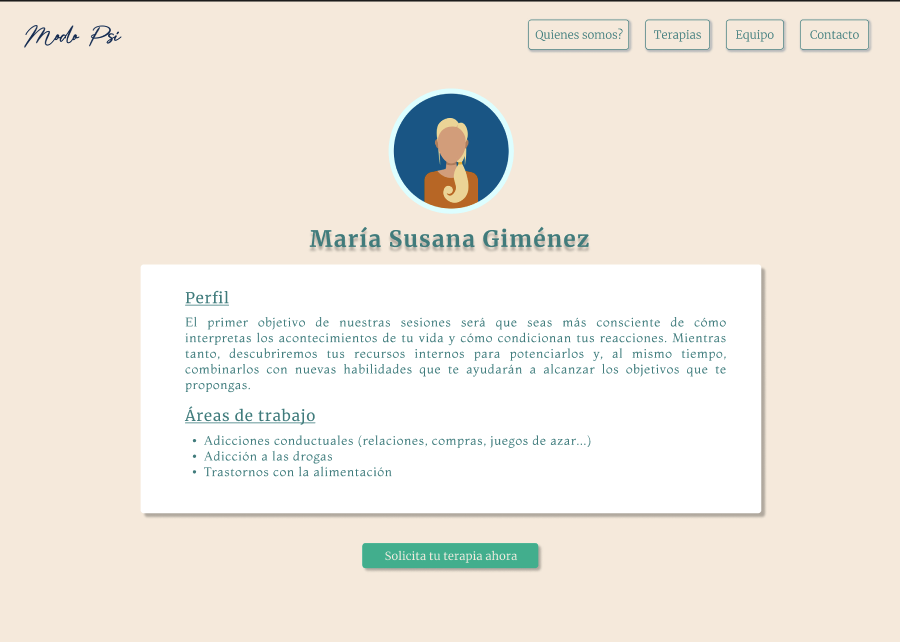 Modo Psi
Quienes somos?
Terapias
Equipo
Contacto
María Susana Giménez
Perfil
El primer objetivo de nuestras sesiones será que seas más consciente de cómo
interpretas los acontecimientos de tu vida y cómo condicionan tus reacciones. Mientras
tanto, descubriremos tus recursos internos para potenciarlos y, al mismo tiempo,
combinarlos con nuevas habilidades que te ayudarán a alcanzar los objetivos que te
propongas.
Áreas de trabajo
• Adicciones conductuales (relaciones, compras, juegos de azar...)
• Adicción a las drogas
• Trastornos con la alimentación
Solicita tu terapia ahora